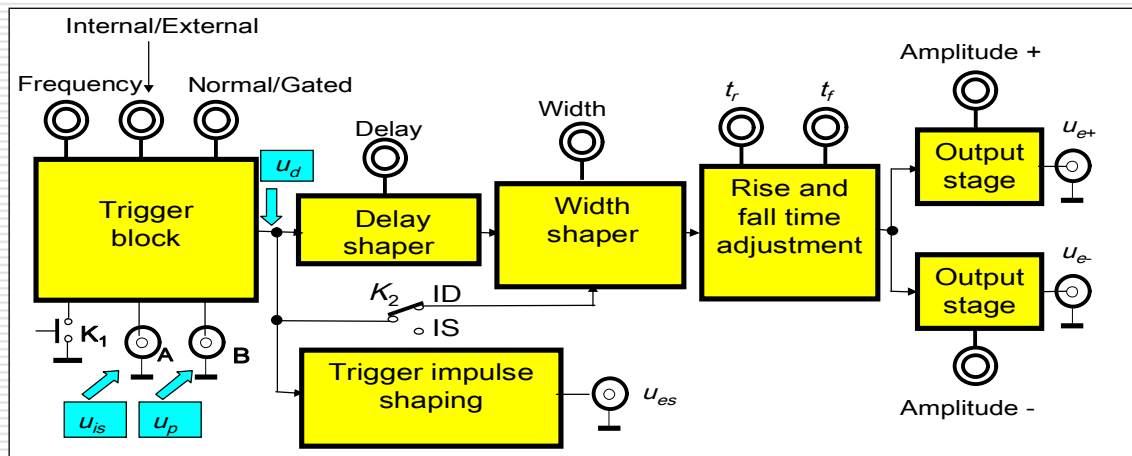 Internal/External
Frequency
Normal/Gated
Delay
Width
t_r
t_f
Amplitude +
u_e+
u_d
Trigger
block
Delay
shaper
Width
shaper
Rise and
fall time
adjustment
Output
stage
Output
stage
u_e-
K_2
ID
IS
K_1
A
B
u_is
u_p
Trigger impulse
shaping
u_es
Amplitude -